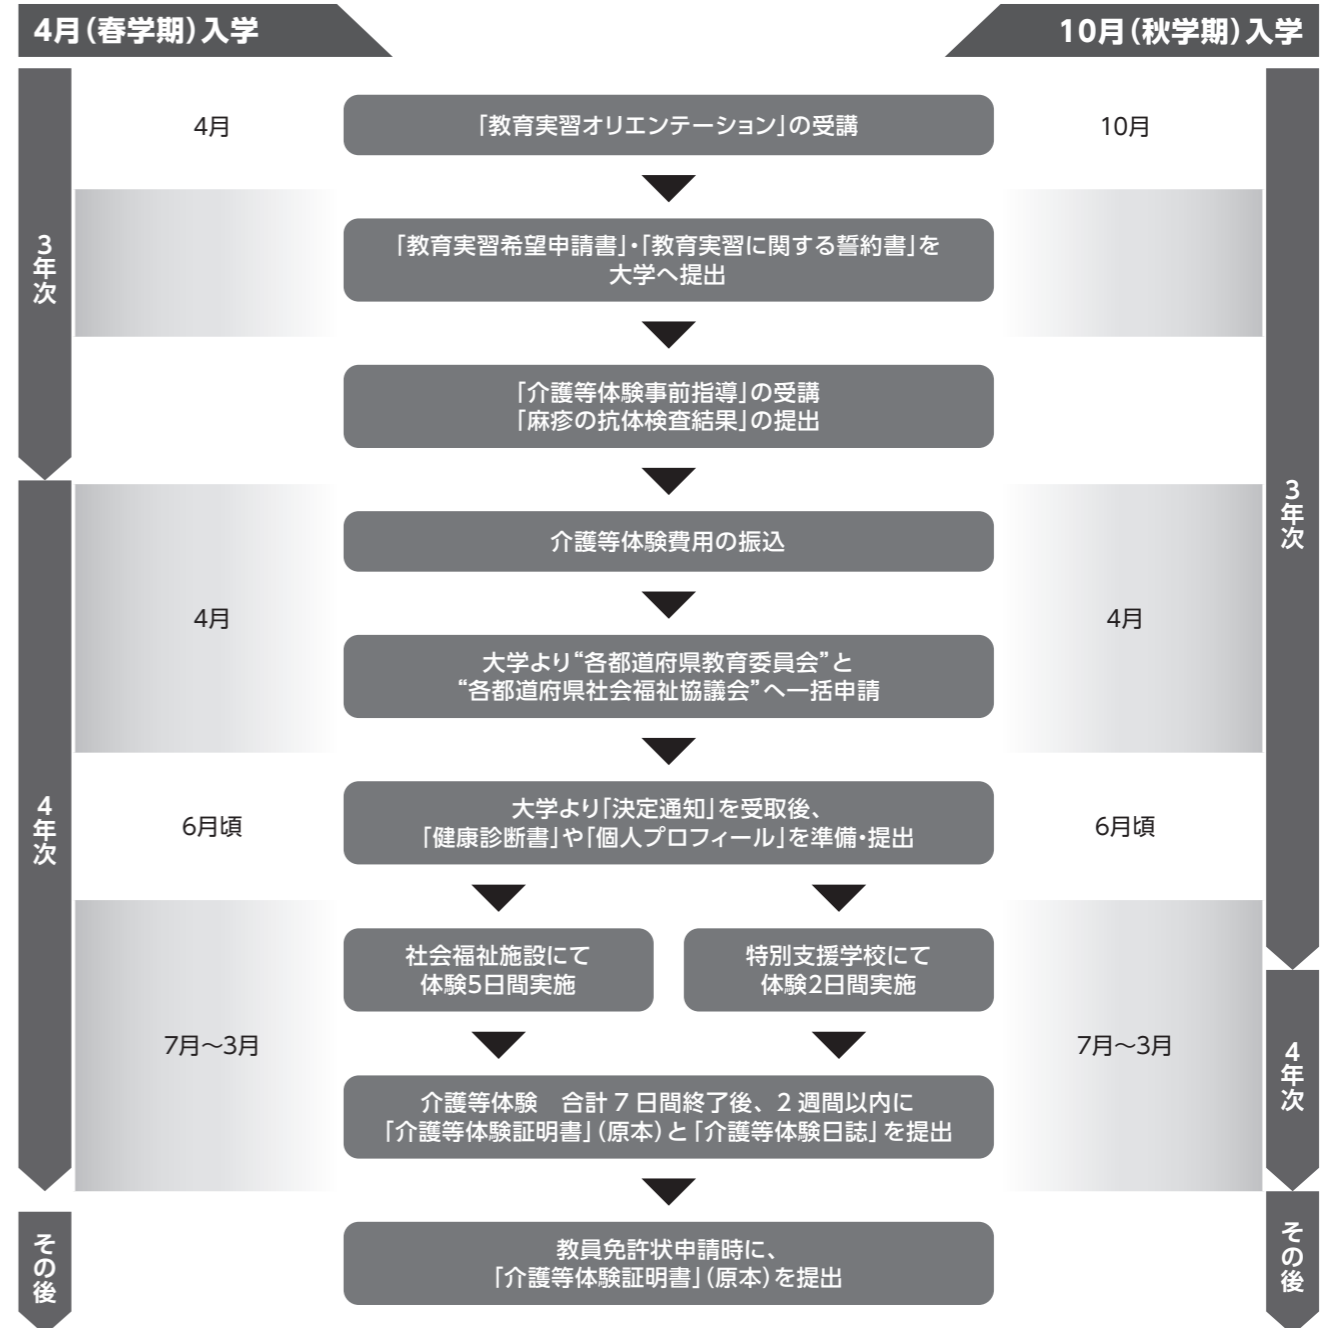 4月（春学期）入学
10月（秋学期）入学
3年次
4月
「教育実習オリエンテーション」の受講
10月
「教育実習希望申請書」・「教育実習に関する誓約書」を
大学へ提出
「介護等体験事前指導」の受講
「麻疹の抗体検査結果」の提出
3年次
4年次
介護等体験費用の振込
4月
4月
大学より“各都道府県教育委員会”と
“各都道府県社会福祉協議会”へ一括申請
6月頃
大学より「決定通知」を受取後、
「健康診断書」や「個人プロフィール」を準備・提出
6月頃
社会福祉施設にて
体験5日間実施
特別支援学校にて
体験2日間実施
7月～3月
7月～3月
4年次
介護等体験　合計 7 日間終了後、2 週間以内に
「介護等体験証明書」（原本）と「介護等体験日誌」を提出
その後
教員免許状申請時に、
「介護等体験証明書」（原本）を提出
その後